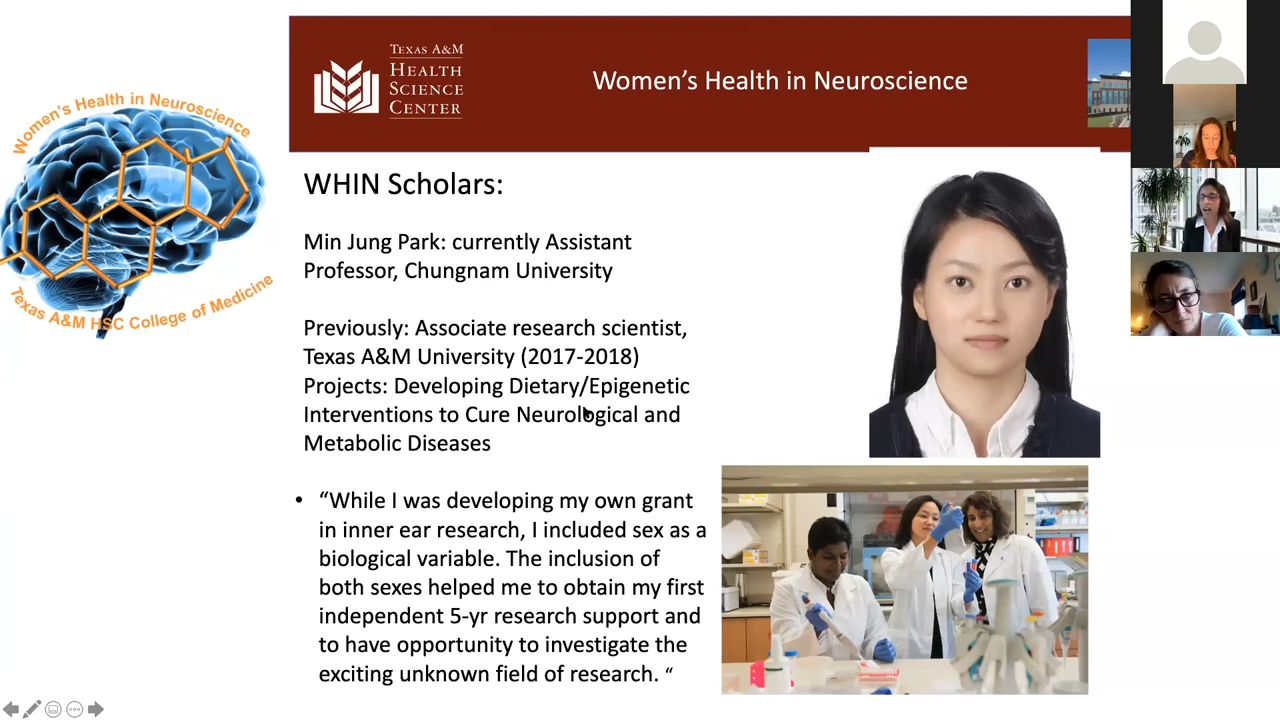 Women's Health in Neuroscience
Texas A&M HSC College of Medicine
TEXAS A&M
HEALTH
SCIENCE
CENTER
Women's Health in Neuroscience
WHIN Scholars:
Min Jung Park: currently Assistant
Professor, Chungnam University
Previously: Associate research scientist,
Texas A&M University (2017-2018)
Projects: Developing Dietary/Epigenetic
Interventions to Cure Neurological and
Metabolic Diseases
• “While I was developing my own grant
in inner ear research, I included sex as a
biological variable. The inclusion of
both sexes helped me to obtain my first
independent 5-yr research support and
to have opportunity to investigate the
exciting unknown field of research. “